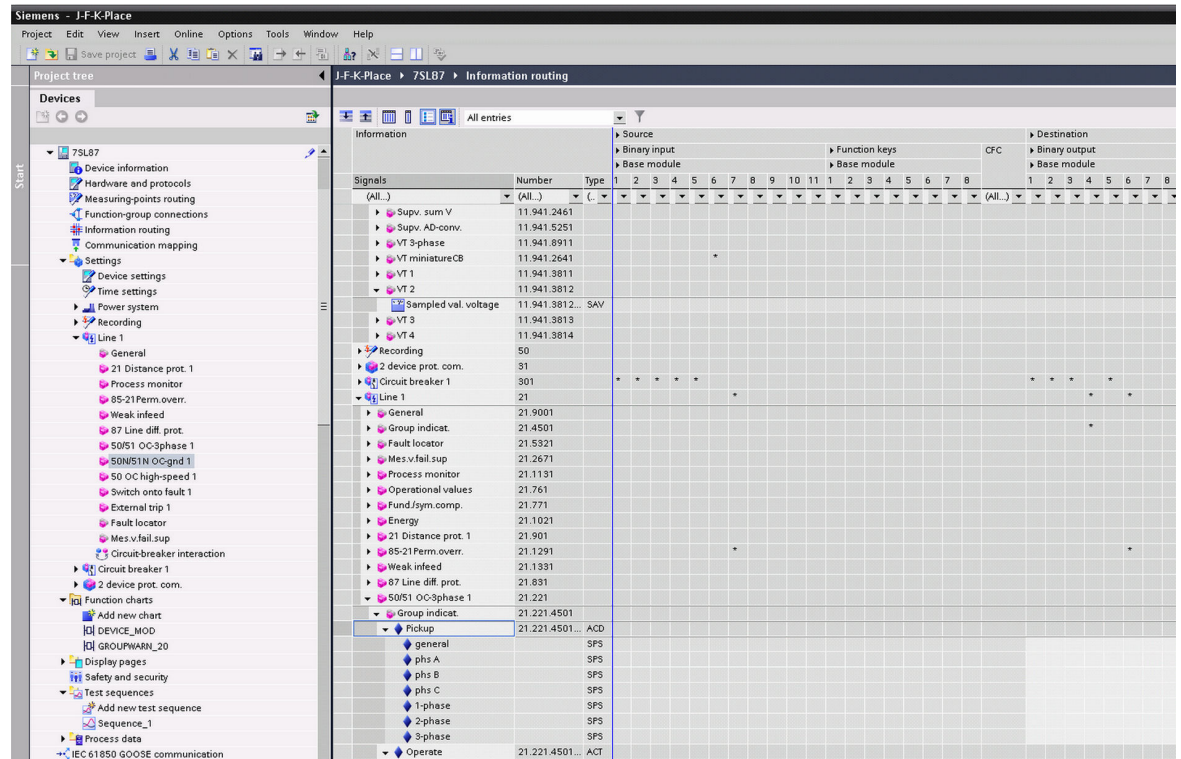 Siemens - J-F-K-Place
Project Edit View Insert Online Options Tools Window Help
Save project
Project tree
J-F-K-Place 7SL87 Information routing
Devices
Start
All entries
7SL87
Device information
Hardware and protocols
Measuring-points routing
Function-group connections
Information routing
Communication mapping
Settings
Device settings
Time settings
Power system
Recording
Line 1
General
21 Distance prot. 1
Process monitor
85-21Perm.overr.
Weak infeed
87 Line diff. prot.
50/51 OC-3phase 1
50N/51N OC-gnd 1
50 OC high-speed 1
Switch onto fault 1
External trip 1
Fault locator
Mes.v.fail.sup
Circuit-breaker interaction
Circuit breaker 1
2 device prot. com.
Function charts
Add new chart
DEVICE_MOD
GROUPWARN_20
Display pages
Safety and security
Test sequences
Add new test sequence
Sequence_1
Process data
IEC 61850 GOOSE communication
Information Source Destination
Binary input Function keys CFC Binary output
Base module Base module Base module
Signals Number Type 1 2 3 4 5 6 7 8 9 10 11 1 2 3 4 5 6 7 8 1 2 3 4 5 6 7 8
(All...) (All...) (.. (All...)
Supv. sum V 11.941.2461
Supv. AD-conv. 11.941.5251
VT 3-phase 11.941.8911
VT miniatureCB 11.941.2641 *
VT 1 11.941.3811
VT 2 11.941.3812
Sampled val. voltage 11.941.3812... SAV
VT 3 11.941.3813
VT 4 11.941.3814
Recording 50
2 device prot. com. 31
Circuit breaker 1 301 * * * * * * * * *
Line 1 21 * * *
General 21.9001
Group indicat. 21.4501 *
Fault locator 21.5321
Mes.v.fail.sup 21.2671
Process monitor 21.1131
Operational values 21.761
Fund./sym.comp. 21.771
Energy 21.1021
21 Distance prot. 1 21.901
85-21Perm.overr. 21.1291 * *
Weak infeed 21.1331
87 Line diff. prot. 21.831
50/51 OC-3phase 1 21.221
Group indicat. 21.221.4501
Pickup 21.221.4501... ACD
general SPS
phs A SPS
phs B SPS
phs C SPS
1-phase SPS
2-phase SPS
3-phase SPS
Operate 21.221.4501... ACT